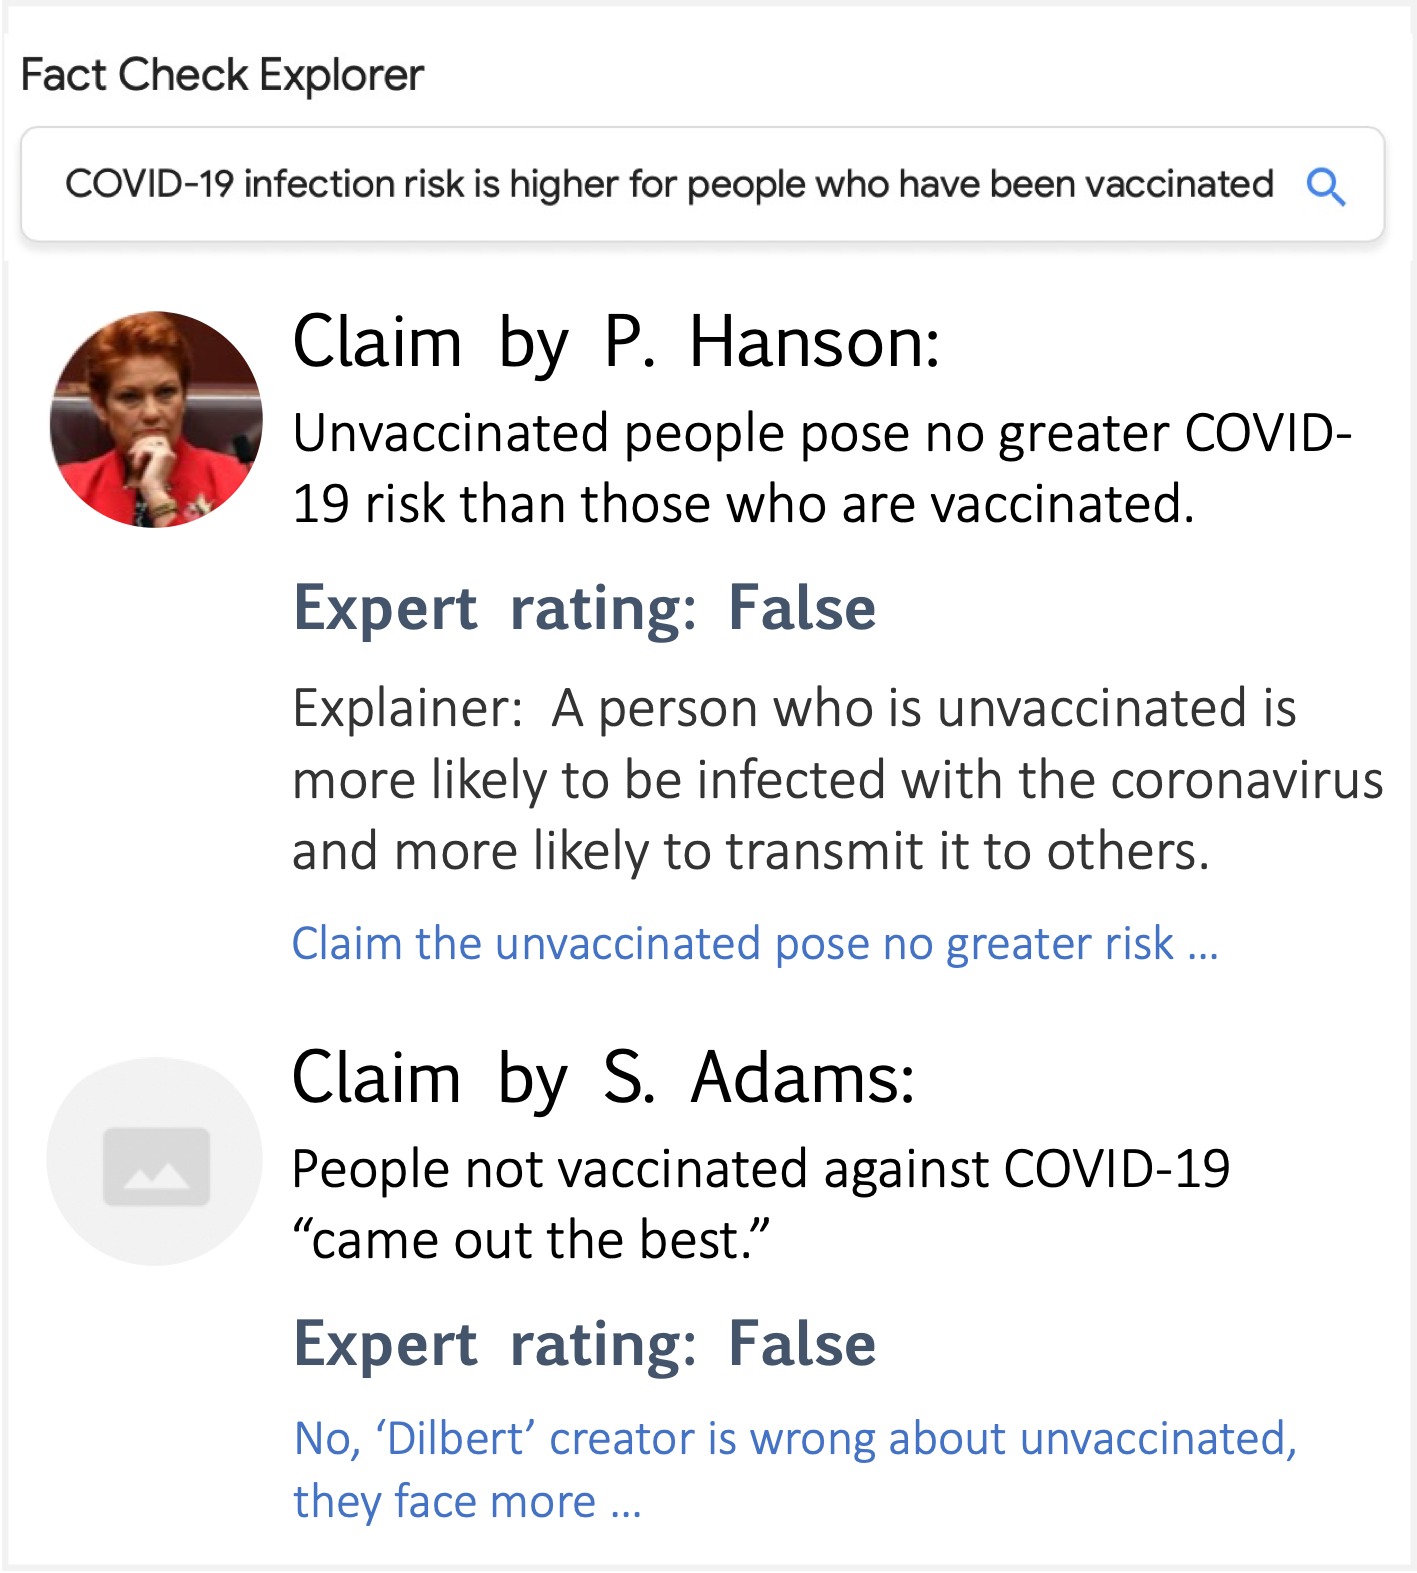 Fact Check Explorer
COVID-19 infection risk is higher for people who have been vaccinated
Claim by P. Hanson:
Unvaccinated people pose no greater COVID-
19 risk than those who are vaccinated.
Expert rating: False
Explainer: A person who is unvaccinated is
more likely to be infected with the coronavirus
and more likely to transmit it to others.
Claim the unvaccinated pose no greater risk ...
Claim by S. Adams:
People not vaccinated against COVID-19
“came out the best.”
Expert rating: False
No, ‘Dilbert’ creator is wrong about unvaccinated,
they face more ...